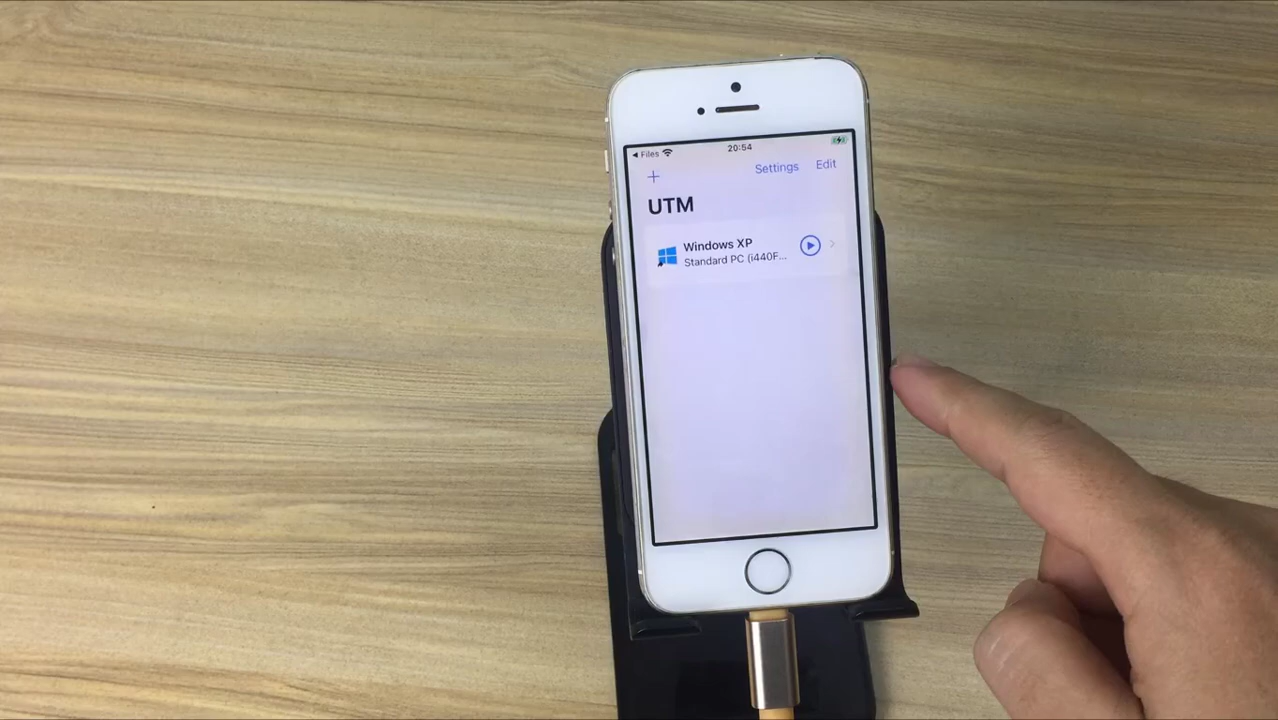 Files 20:54
+ Settings Edit
UTM
Windows XP
Standard PC (i440F...